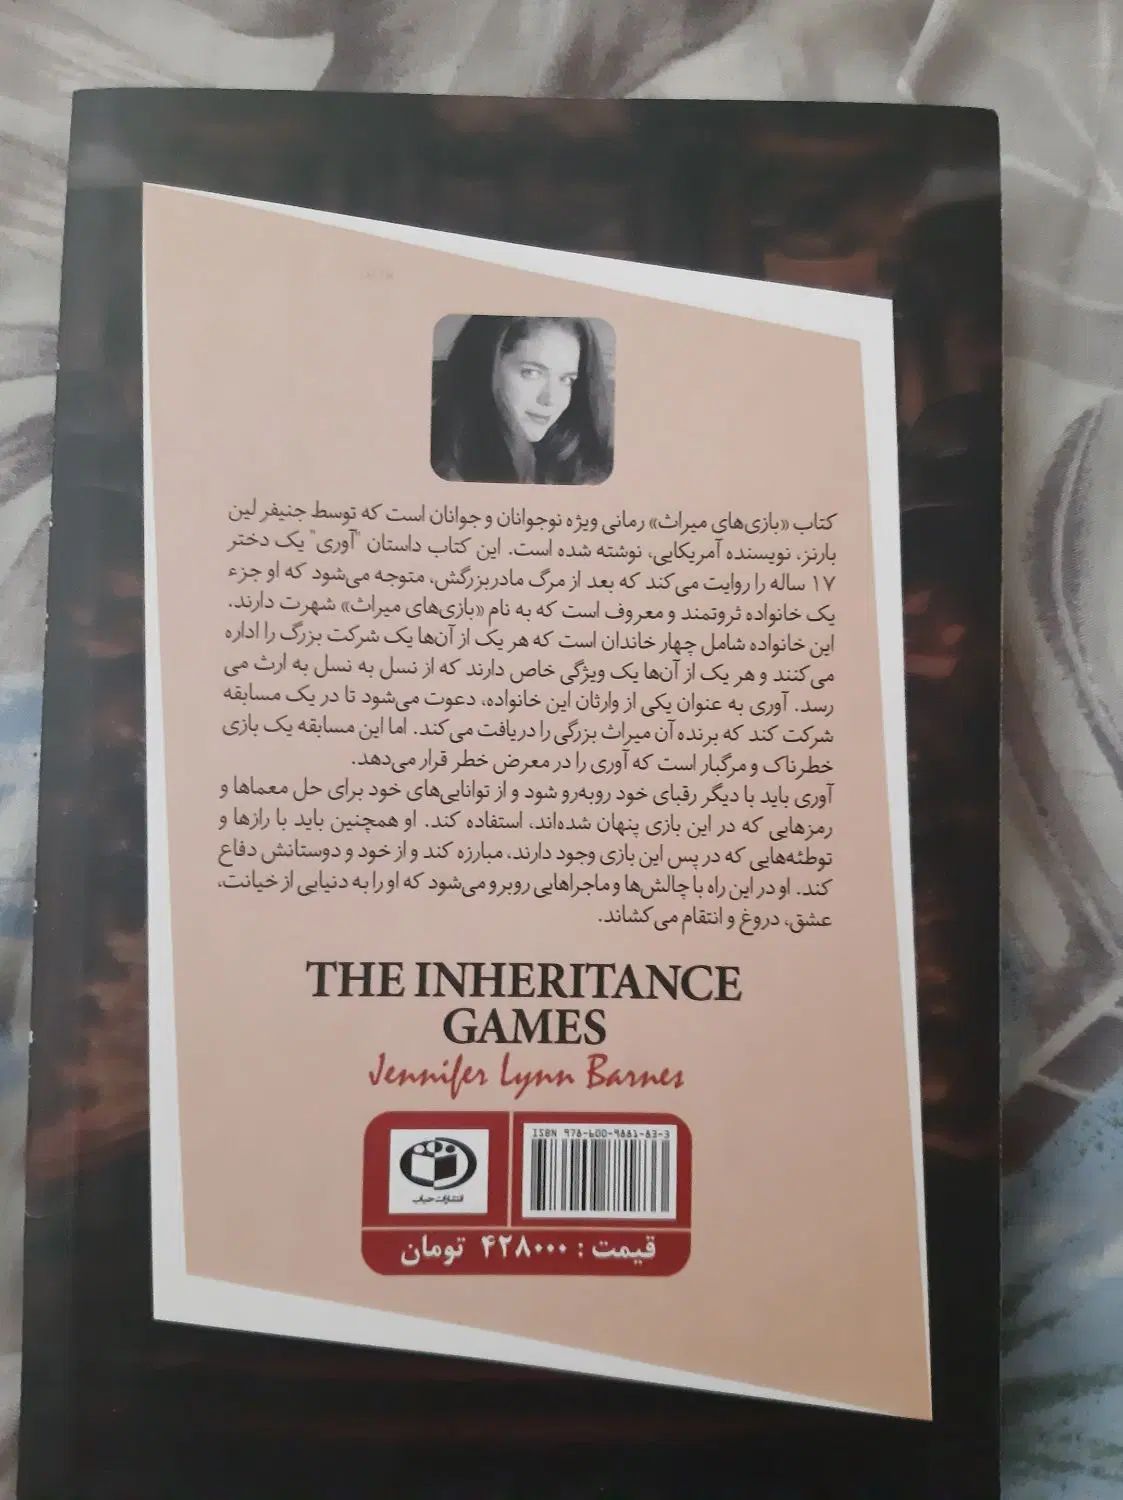 کتاب «بازی‌های میراث» رمانی ویژه نوجوانان و جوانان است که توسط جنیفر لین
بارنز، نویسنده آمریکایی، نوشته شده است. این کتاب داستان "آوری" یک دختر
۱۷ ساله را روایت می‌کند که بعد از مرگ مادربزرگش، متوجه می‌شود که او جزء
یک خانواده ثروتمند و معروف است که به نام «بازی‌های میراث» شهرت دارند.
این خانواده شامل چهار خاندان است که هر یک از آن‌ها یک شرکت بزرگ را اداره
می‌کنند و هر یک از آن‌ها یک ویژگی خاص دارند که از نسل به نسل به ارث می
رسد. آوری به عنوان یکی از وارثان این خانواده، دعوت می‌شود تا در یک مسابقه
شرکت کند که برنده آن میراث بزرگی را دریافت می‌کند. اما این مسابقه یک بازی
خطرناک و مرگبار است که آوری را در معرض خطر قرار می‌دهد.
آوری باید با دیگر رقبای خود روبه‌رو شود و از توانایی‌های خود برای حل معماها و
رمزهایی که در این بازی پنهان شده‌اند، استفاده کند. او همچنین باید با رازها و
توطئه‌هایی که در پس این بازی وجود دارند، مبارزه کند و از خود و دوستانش دفاع
کند. او در این راه با چالش‌ها و ماجراهایی روبرو می‌شود که او را به دنیایی از خیانت،
عشق، دروغ و انتقام می‌کشاند.
THE INHERITANCE
GAMES
Jennifer Lynn Barnes
ISBN 978-600-9881-83-3
انتشارات حباب
قیمت : ۴۲۸۰۰۰ تومان